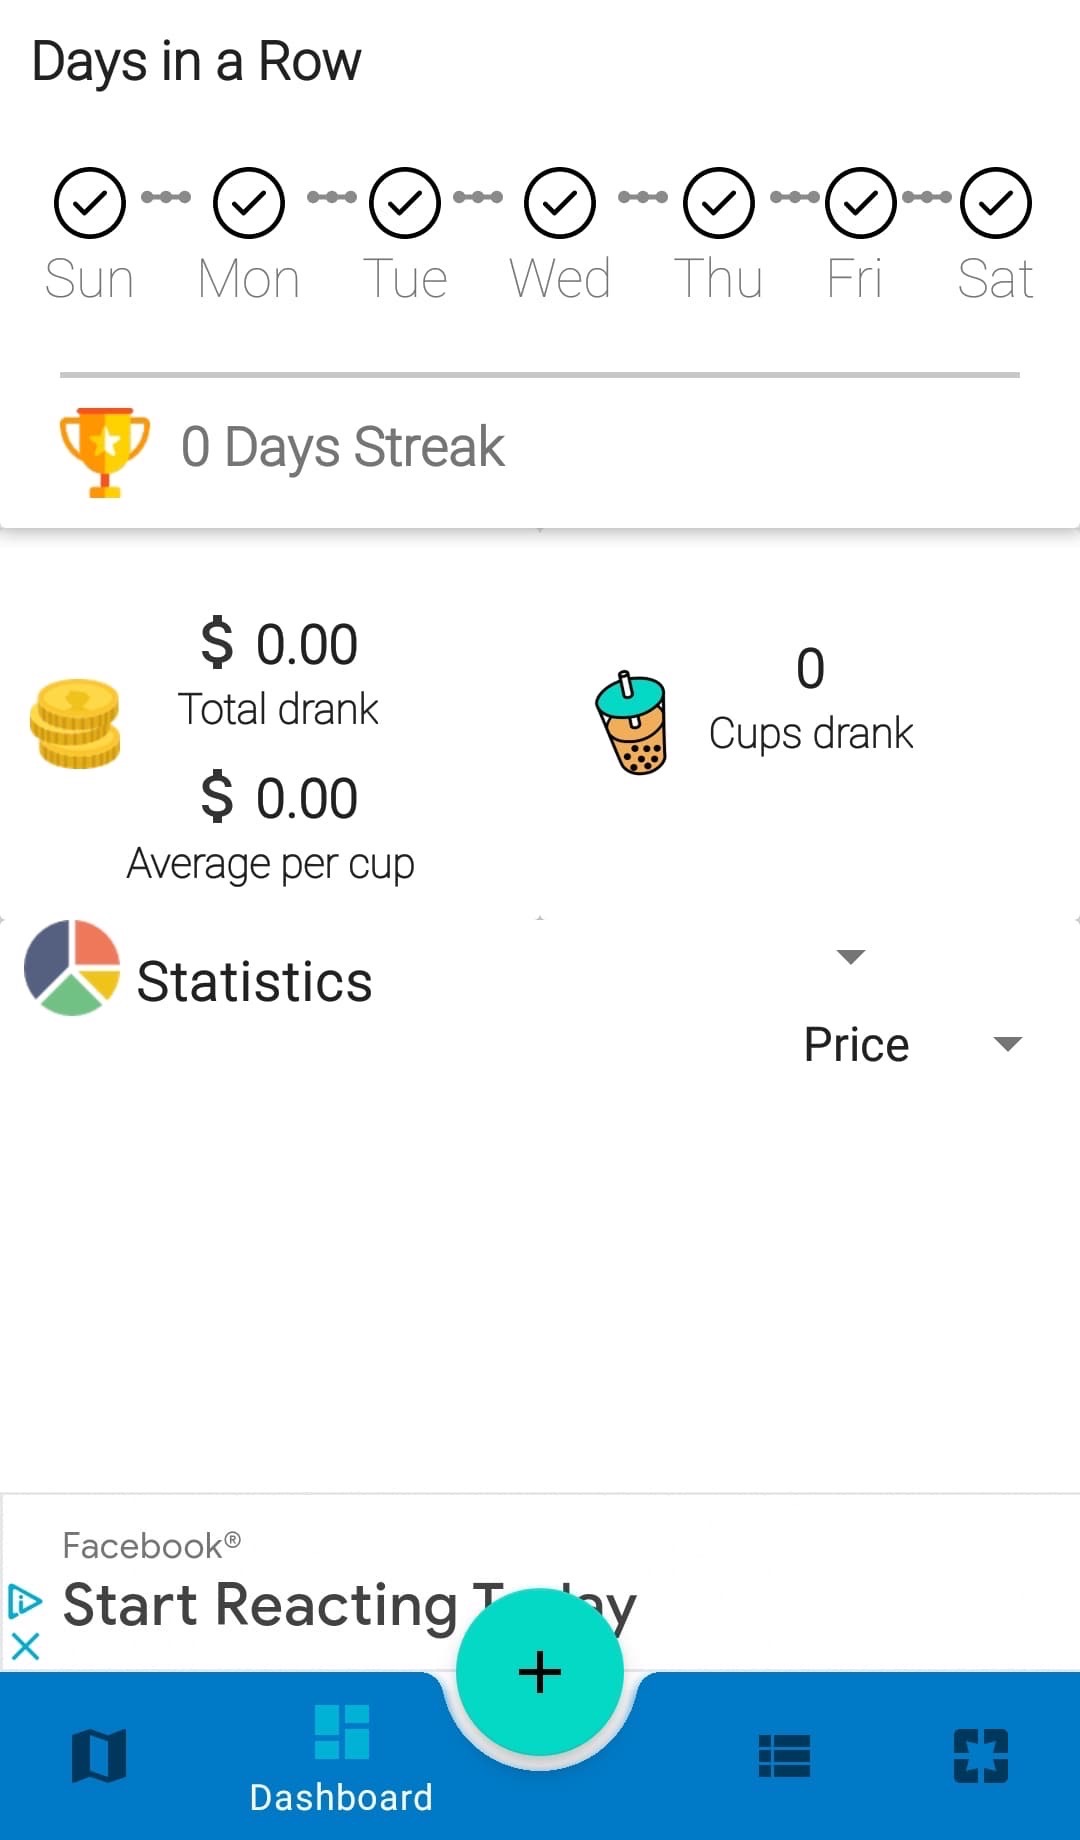 Days in a Row
Sun Mon Tue Wed Thu Fri Sat
0 Days Streak
$ 0.00
Total drank
$ 0.00
Average per cup
0
Cups drank
Statistics
Price
Facebook®
Start Reacting
Dashboard